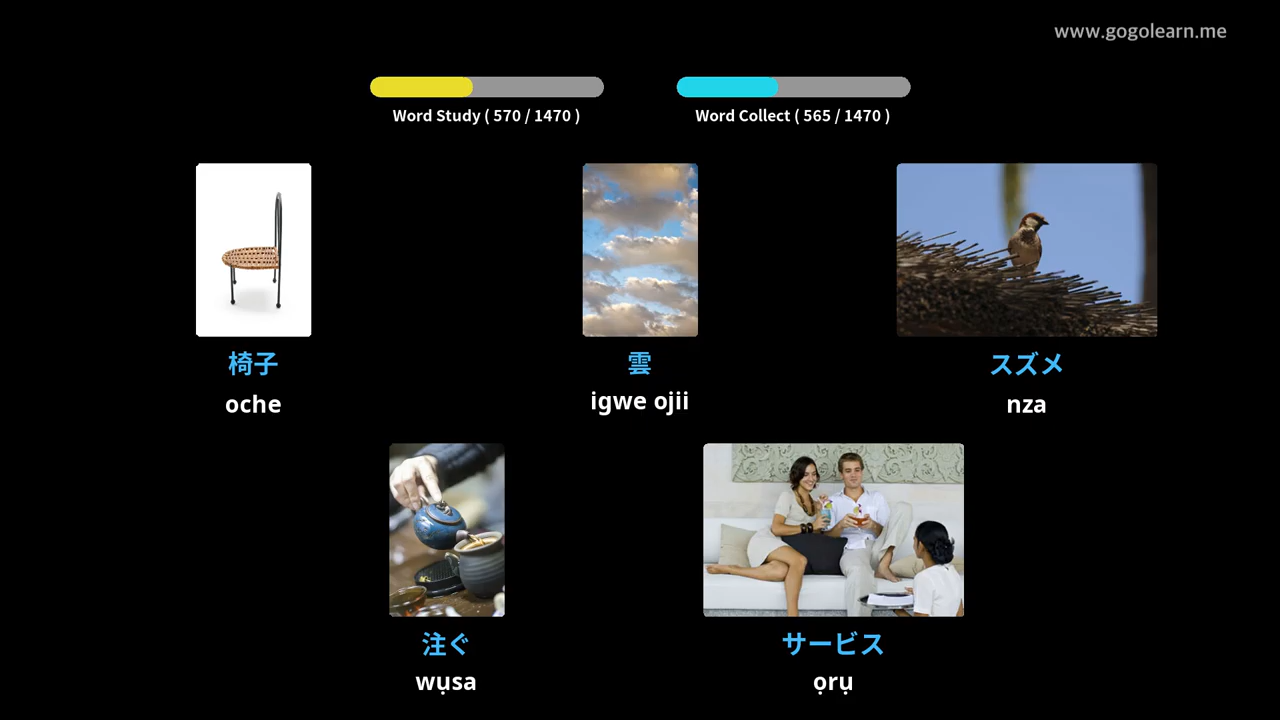 www.gogolearn.me
Word Study ( 570 / 1470 )
Word Collect ( 565 / 1470 )
椅子
oche
雲
igwe ojii
スズメ
nza
注ぐ
wụsa
サービス
ọrụ